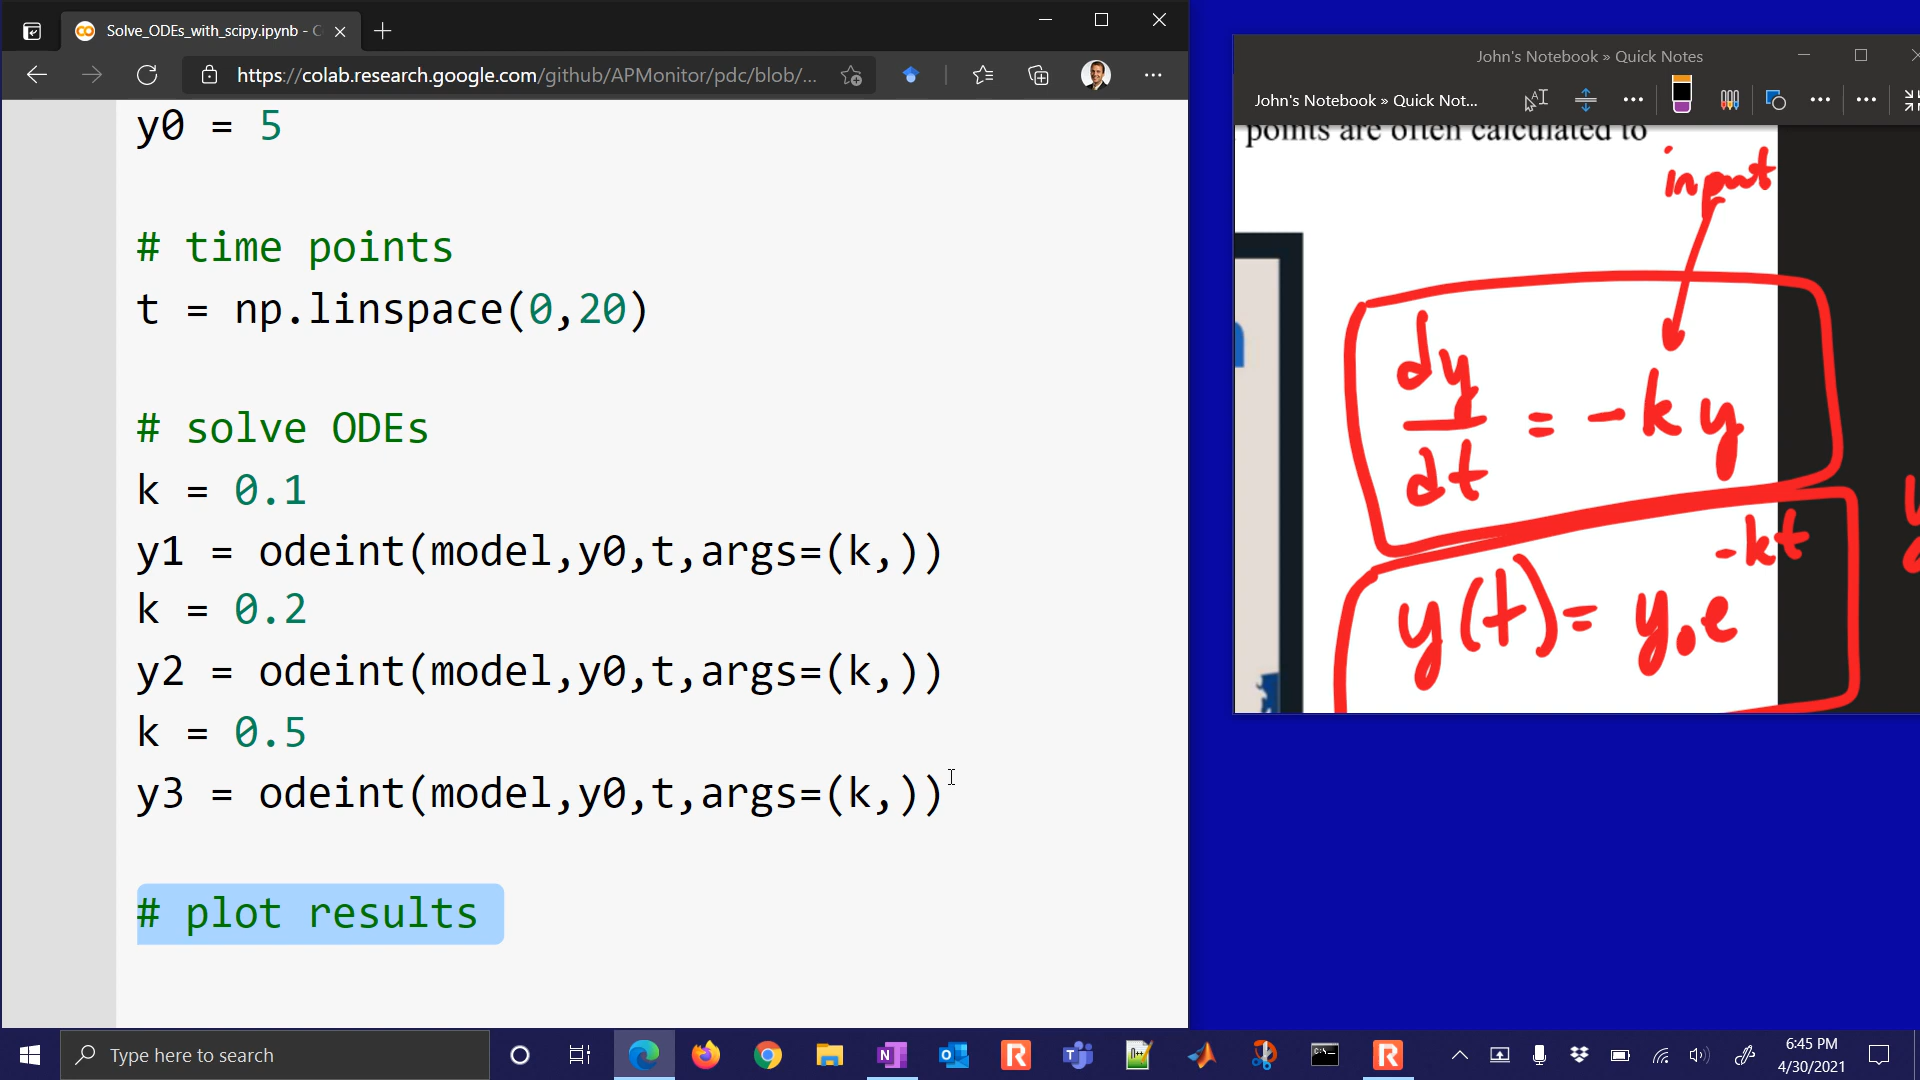 Solve_ODEs_with_scipy.ipynb - C
https://colab.research.google.com/github/APMonitor/pdc/blob/...
y0 = 5
# time points
t = np.linspace(0,20)
# solve ODEs
k = 0.1
y1 = odeint(model,y0,t,args=(k,))
k = 0.2
y2 = odeint(model,y0,t,args=(k,))
k = 0.5
y3 = odeint(model,y0,t,args=(k,))
# plot results
John's Notebook » Quick Notes
John's Notebook » Quick Not...
points are often calculated to
input
dy/dt = -ky
y(t) = y₀e^-kt
Type here to search
6:45 PM
4/30/2021